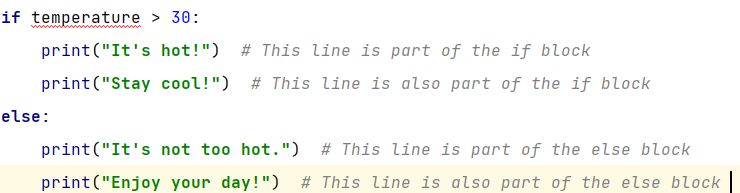 if temperature > 30:
    print("It's hot!")  # This line is part of the if block
    print("Stay cool!")  # This line is also part of the if block
else:
    print("It's not too hot.")  # This line is part of the else block
    print("Enjoy your day!")  # This line is also part of the else block